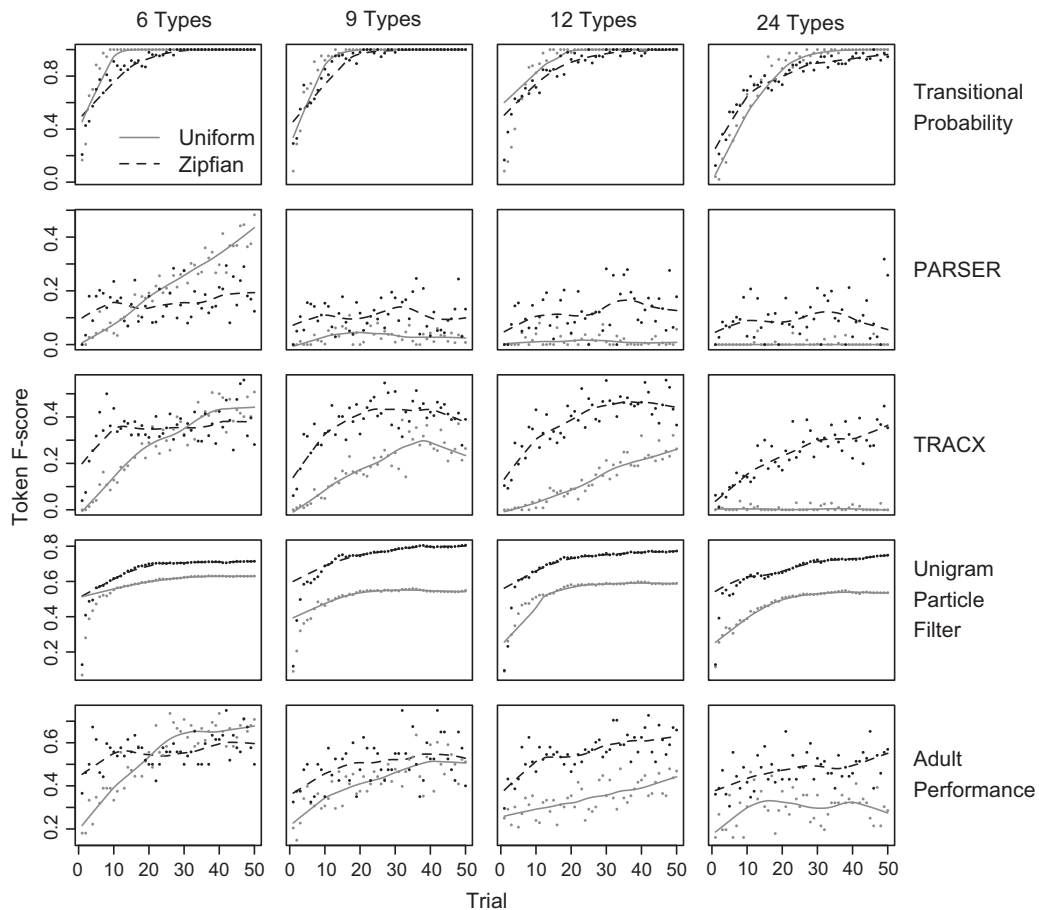 6 Types
9 Types
12 Types
24 Types
0.0 0.4 0.8
Uniform
Zipfian
Transitional
Probability
0.0 0.2 0.4
PARSER
0.0 0.2 0.4
TRACX
Token F-score
0.2 0.4 0.6 0.8
Unigram
Particle
Filter
0.2 0.4 0.6
Adult
Performance
0 10 20 30 40 50
0 10 20 30 40 50
0 10 20 30 40 50
0 10 20 30 40 50
Trial